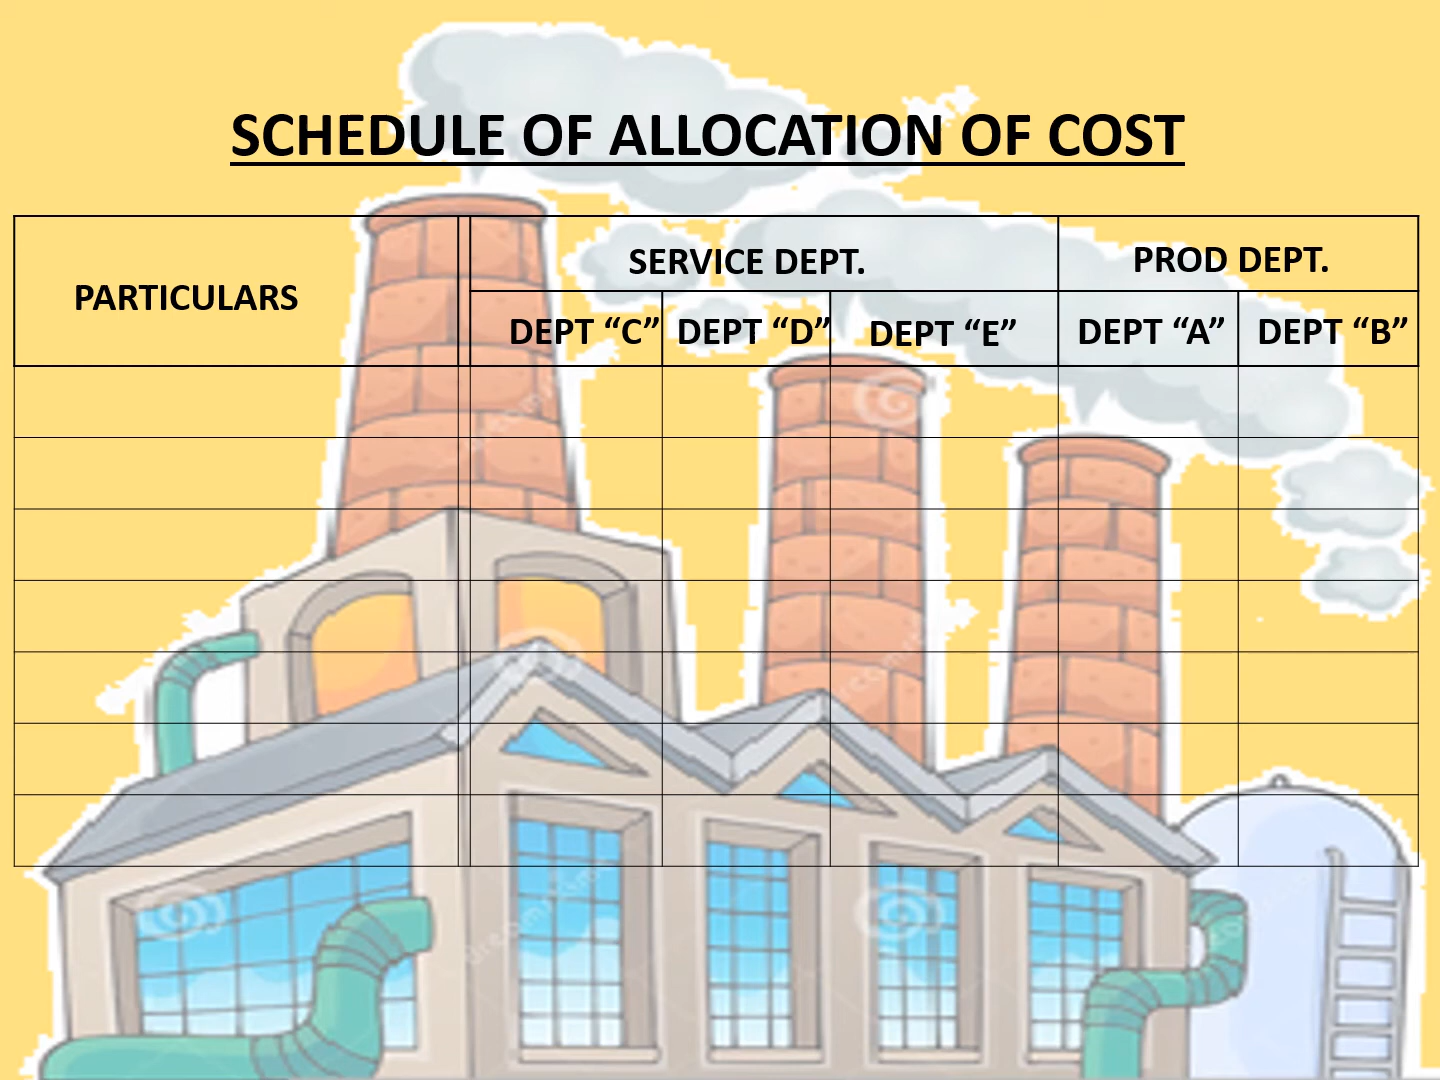 SCHEDULE OF ALLOCATION OF COST
PARTICULARS
SERVICE DEPT.
PROD DEPT.
DEPT “C”
DEPT “D”
DEPT “E”
DEPT “A”
DEPT “B”